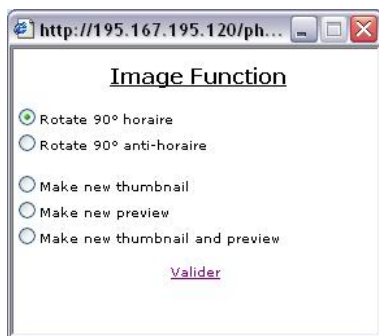 http://195.167.195.120/ph...
Image Function
Rotate 90° horaire
Rotate 90° anti-horaire
Make new thumbnail
Make new preview
Make new thumbnail and preview
Valider